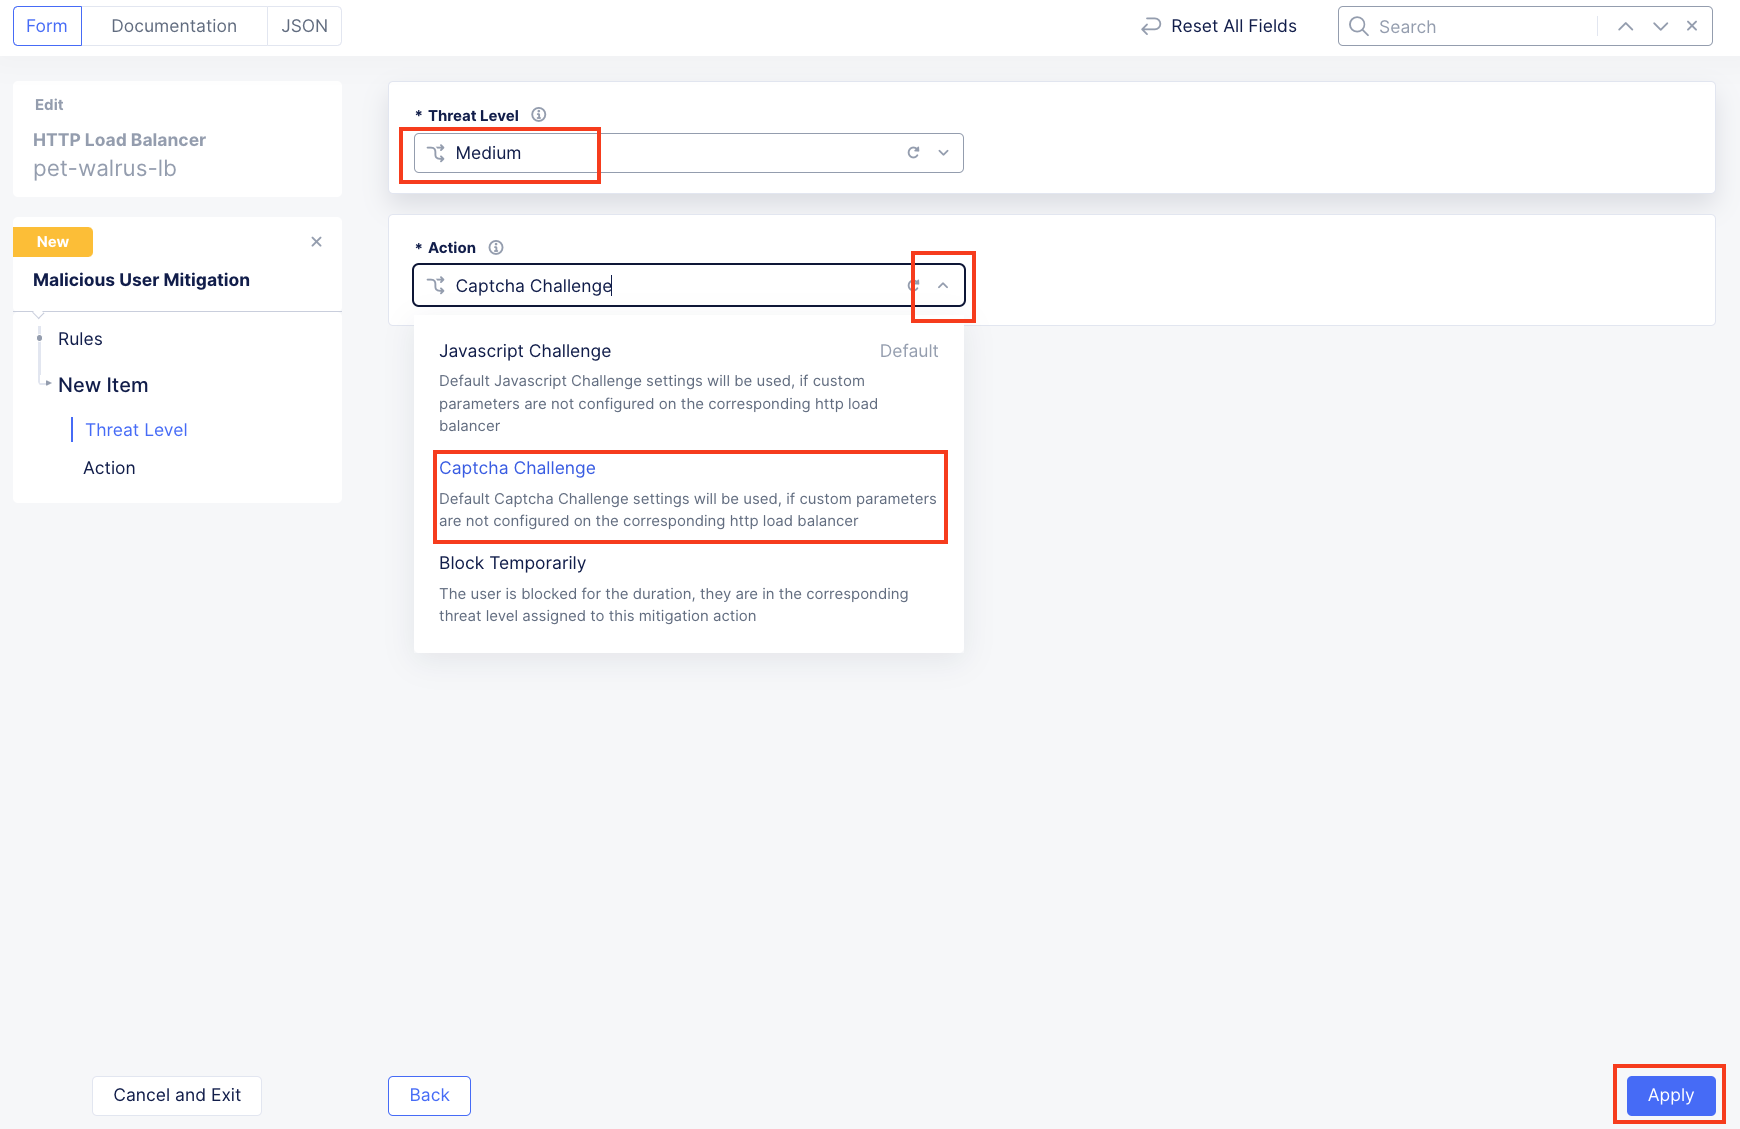 Form
Documentation
JSON
Reset All Fields
Search
Edit
HTTP Load Balancer
pet-walrus-lb
New
Malicious User Mitigation
Rules
New Item
Threat Level
Action
* Threat Level
Medium
* Action
Captcha Challenge
Javascript Challenge
Default
Default Javascript Challenge settings will be used, if custom
parameters are not configured on the corresponding http load
balancer
Captcha Challenge
Default Captcha Challenge settings will be used, if custom parameters
are not configured on the corresponding http load balancer
Block Temporarily
The user is blocked for the duration, they are in the corresponding
threat level assigned to this mitigation action
Cancel and Exit
Back
Apply